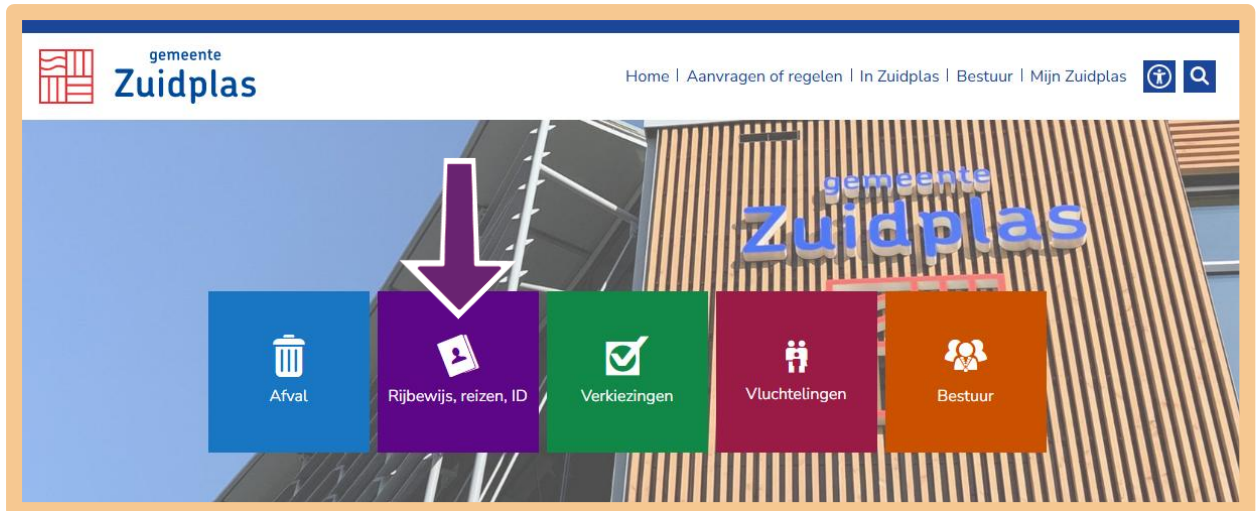 gemeente
Zuidplas
Home | Aanvragen of regelen | In Zuidplas | Bestuur | Mijn Zuidplas
gemeente
Zuidplas
Afval
Rijbewijs, reizen, ID
Verkiezingen
Vluchtelingen
Bestuur